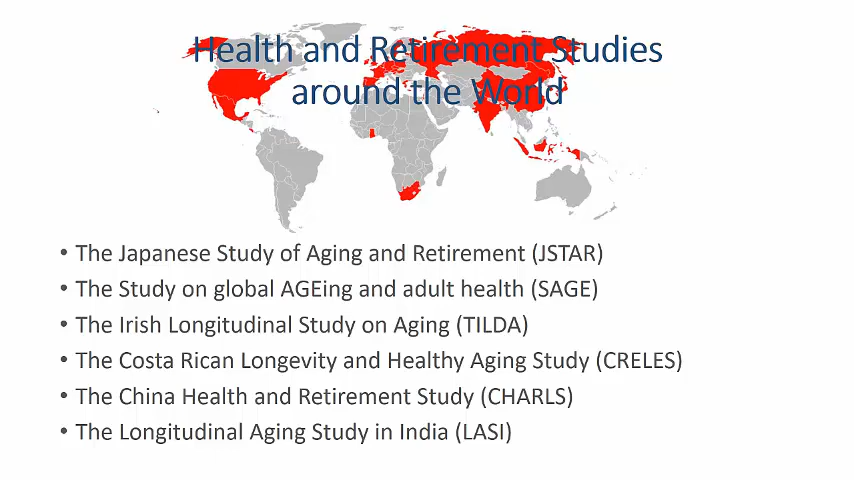 Health and Retirement Studies
around the World
• The Japanese Study of Aging and Retirement (JSTAR)
• The Study on global AGEing and adult health (SAGE)
• The Irish Longitudinal Study on Aging (TILDA)
• The Costa Rican Longevity and Healthy Aging Study (CRELES)
• The China Health and Retirement Study (CHARLS)
• The Longitudinal Aging Study in India (LASI)